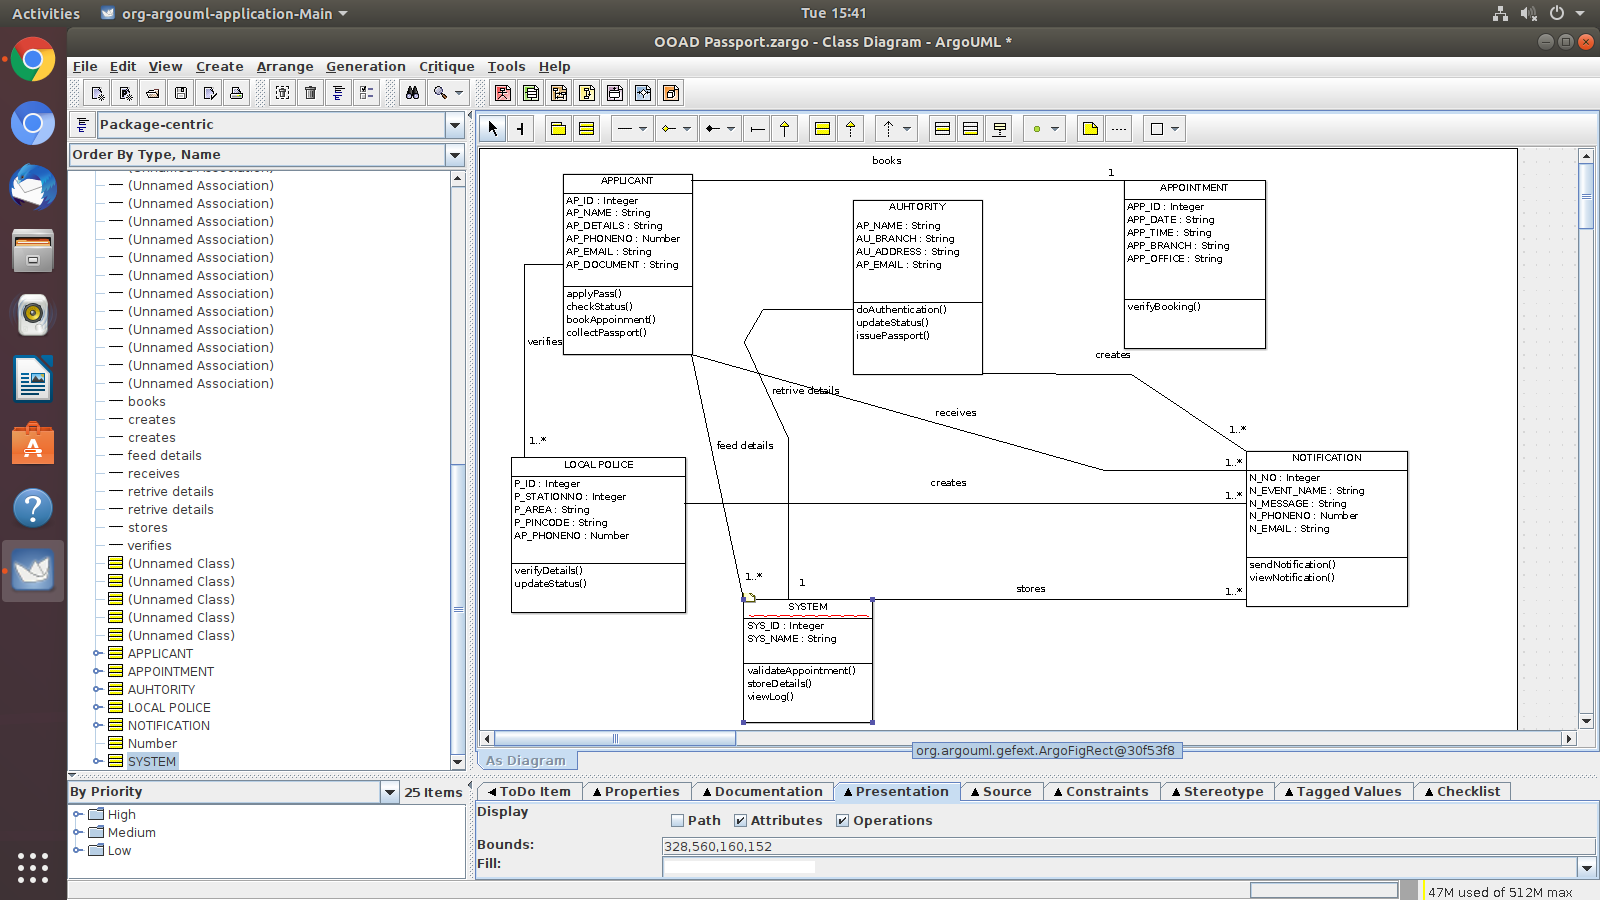 Activities
org-argouml-application-Main
Tue 15:41
OOAD Passport.zargo - Class Diagram - ArgoUML *
File Edit View Create Arrange Generation Critique Tools Help
Package-centric
Order By Type, Name
(Unnamed Association)
(Unnamed Association)
(Unnamed Association)
(Unnamed Association)
(Unnamed Association)
(Unnamed Association)
(Unnamed Association)
(Unnamed Association)
(Unnamed Association)
(Unnamed Association)
(Unnamed Association)
(Unnamed Association)
(Unnamed Association)
books
creates
creates
feed details
receives
retrive details
retrive details
stores
verifies
(Unnamed Class)
(Unnamed Class)
(Unnamed Class)
(Unnamed Class)
(Unnamed Class)
APPLICANT
APPOINTMENT
AUHTORITY
LOCAL POLICE
NOTIFICATION
Number
SYSTEM
books
1
APPLICANT
AP_ID : Integer
AP_NAME : String
AP_DETAILS : String
AP_PHONENO : Number
AP_EMAIL : String
AP_DOCUMENT : String
applyPass()
checkStatus()
bookAppoinment()
collectPassport()
AUHTORITY
AP_NAME : String
AU_BRANCH : String
AU_ADDRESS : String
AP_EMAIL : String
doAuthentication()
updateStatus()
issuePassport()
APPOINTMENT
APP_ID : Integer
APP_DATE : String
APP_TIME : String
APP_BRANCH : String
APP_OFFICE : String
verifyBooking()
verifies
creates
retrive details
receives
feed details
1..*
1..*
1..*
creates
1..*
LOCAL POLICE
P_ID : Integer
P_STATIONNO : Integer
P_AREA : String
P_PINCODE : String
AP_PHONENO : Number
verifyDetails()
updateStatus()
NOTIFICATION
N_NO : Integer
N_EVENT_NAME : String
N_MESSAGE : String
N_PHONENO : Number
N_EMAIL : String
sendNotification()
viewNotification()
1..*
1
stores
1..*
SYSTEM
SYS_ID : Integer
SYS_NAME : String
validateAppointment()
storeDetails()
viewLog()
As Diagram
org.argouml.gefext.ArgoFigRect@30f53f8
By Priority
25 Items
High
Medium
Low
ToDo Item Properties Documentation Presentation Source Constraints Stereotype Tagged Values Checklist
Display
Path Attributes Operations
Bounds:
328,560,160,152
Fill:
47M used of 512M max